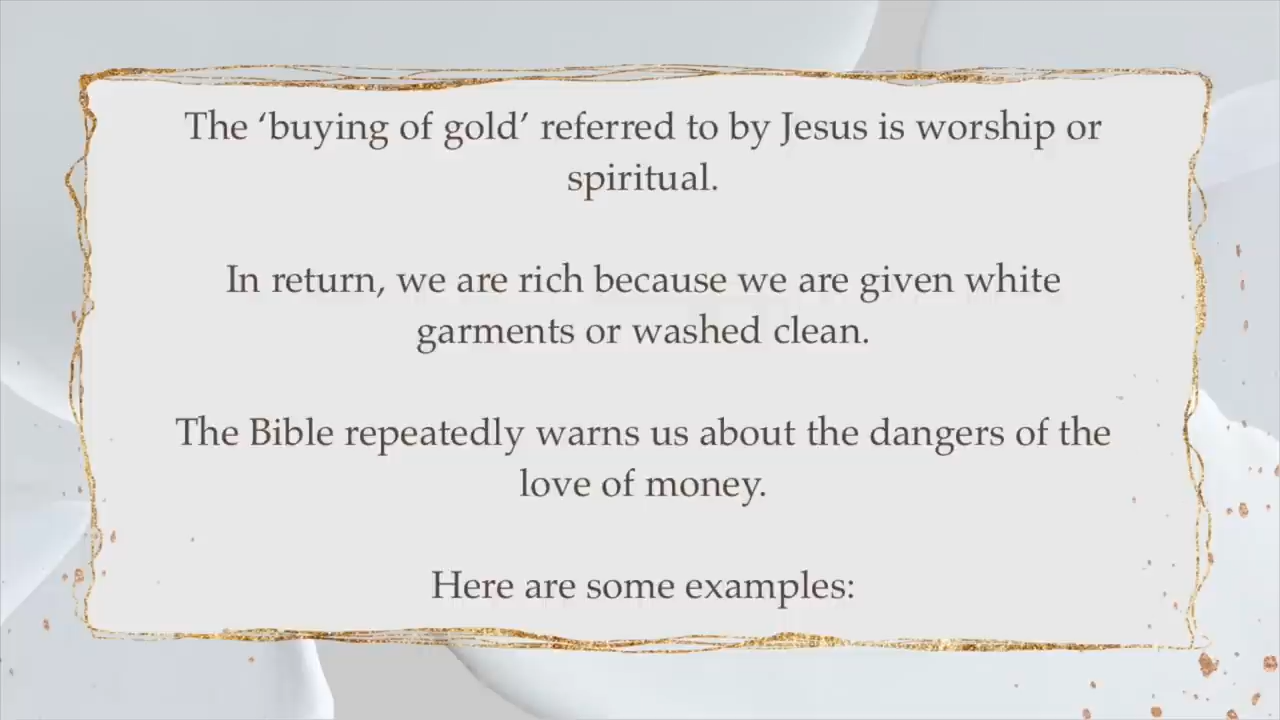 The ‘buying of gold’ referred to by Jesus is worship or
spiritual.
In return, we are rich because we are given white
garments or washed clean.
The Bible repeatedly warns us about the dangers of the
love of money.
Here are some examples: